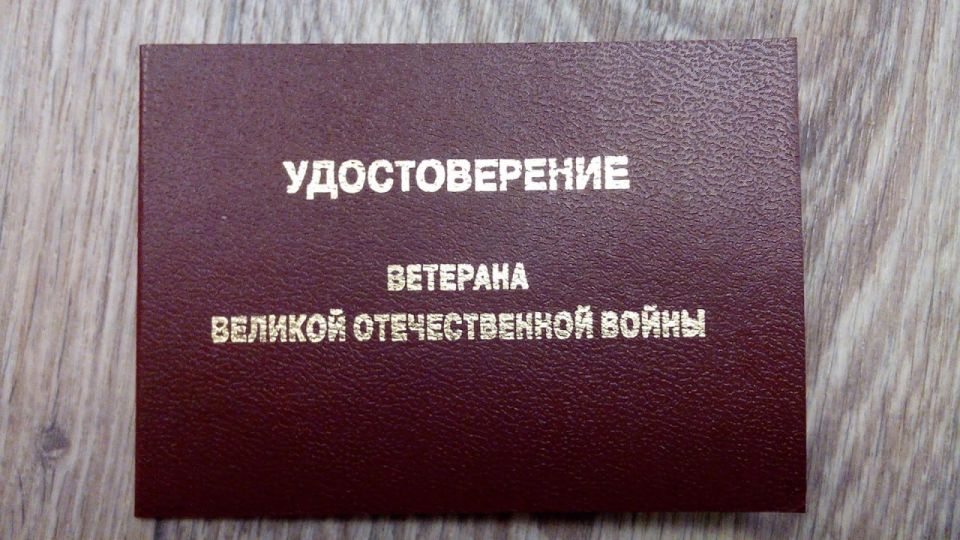 УДОСТОВЕРЕНИЕ
ВЕТЕРАНА
ВЕЛИКОЙ ОТЕЧЕСТВЕННОЙ ВОЙНЫ